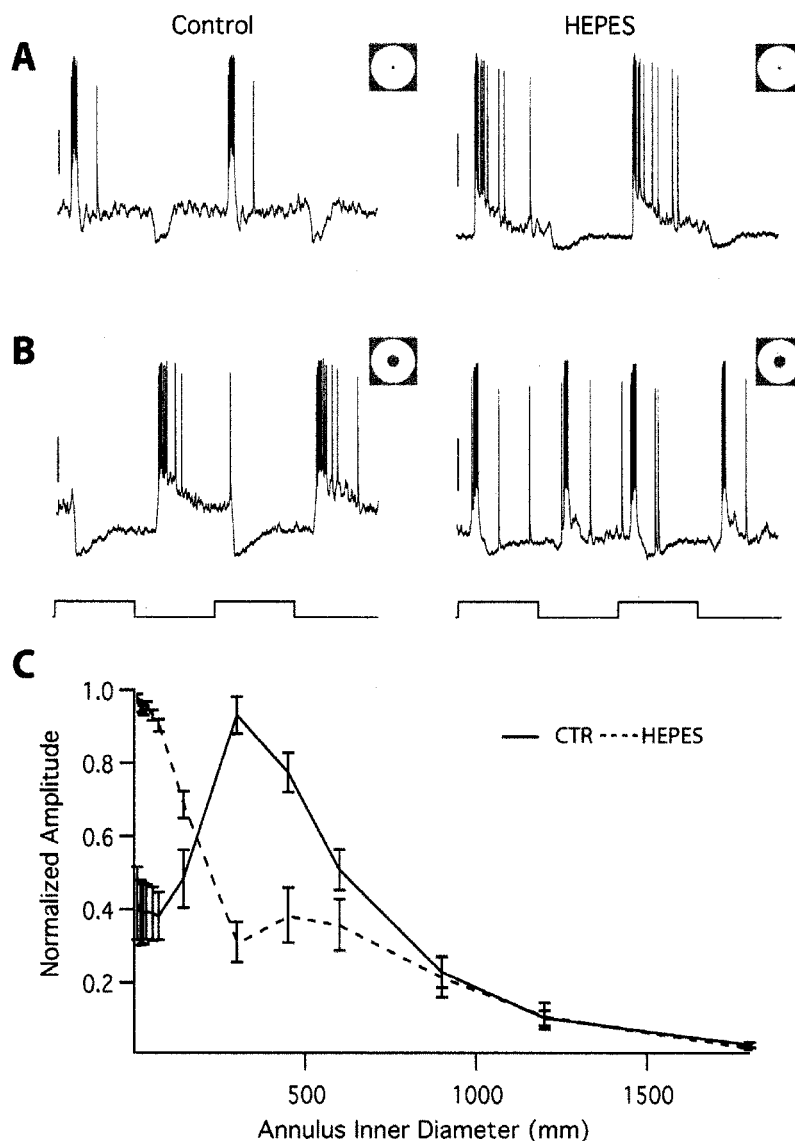 Control
HEPES
A
B
C
1.0
0.8
0.6
0.4
0.2
Normalized Amplitude
CTR
HEPES
500
1000
1500
Annulus Inner Diameter (mm)